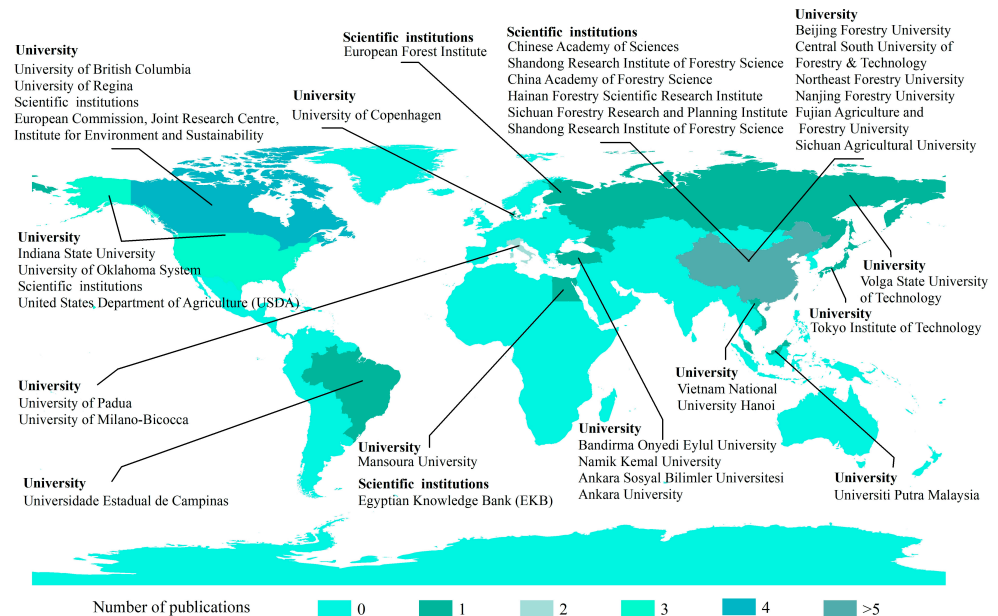 University
University of British Columbia
University of Regina
Scientific institutions
European Commission, Joint Research Centre,
Institute for Environment and Sustainability
Scientific institutions
European Forest Institute
University
University of Copenhagen
Scientific institutions
Chinese Academy of Sciences
Shandong Research Institute of Forestry Science
China Academy of Forestry Science
Hainan Forestry Scientific Research Institute
Sichuan Forestry Research and Planning Institute
Shandong Research Institute of Forestry Science
University
Beijing Forestry University
Central South University of
Forestry & Technology
Northeast Forestry University
Nanjing Forestry University
Fujian Agriculture and
Forestry University
Sichuan Agricultural University
University
Indiana State University
University of Oklahoma System
Scientific institutions
United States Department of Agriculture (USDA)
University
Volga State University
of Technology
University
Tokyo Institute of Technology
University
University of Padua
University of Milano-Bicocca
University
Vietnam National
University Hanoi
University
Universidade Estadual de Campinas
University
Mansoura University
Scientific institutions
Egyptian Knowledge Bank (EKB)
University
Bandirma Onyedi Eylul University
Namik Kemal University
Ankara Sosyal Bilimler Universitesi
Ankara University
University
Universiti Putra Malaysia
Number of publications 0 1 2 3 4 >5